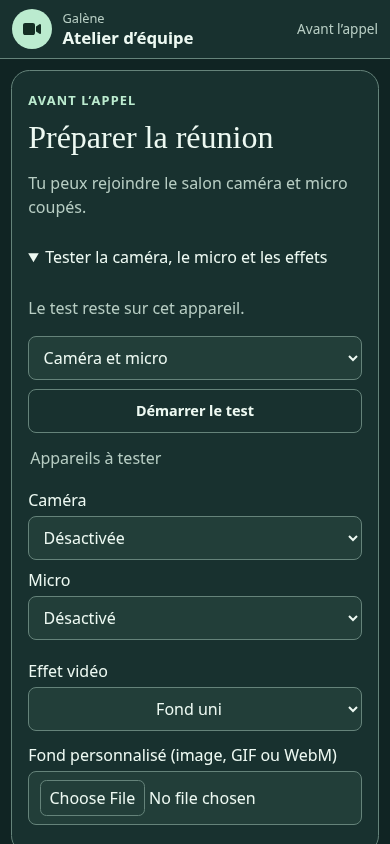 Galène
Atelier d’équipe
Avant l’appel
AVANT L’APPEL
Préparer la réunion
Tu peux rejoindre le salon caméra et micro
coupés.
Tester la caméra, le micro et les effets
Le test reste sur cet appareil.
Caméra et micro
Démarrer le test
Appareils à tester
Caméra
Désactivée
Micro
Désactivé
Effet vidéo
Fond uni
Fond personnalisé (image, GIF ou WebM)
Choose File No file chosen